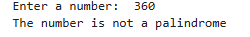 Enter a number:  360
The number is not a palindrome